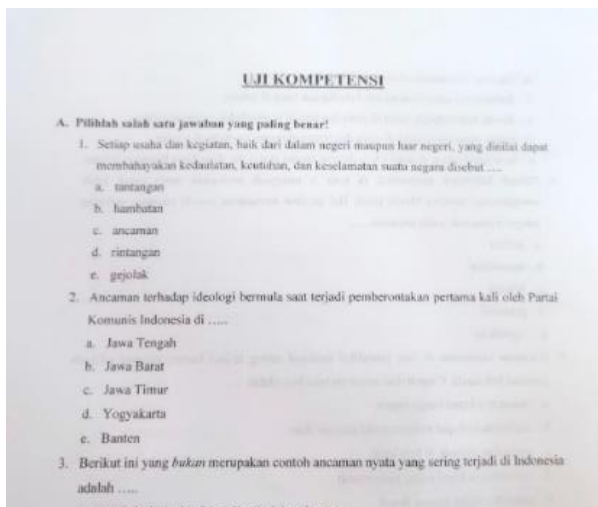 UJI KOMPETENSI
A. Pilihlah salah satu jawaban yang paling benar!
1. Setiap usaha dan kegiatan, baik dari dalam negeri maupun luar negeri, yang dinilai dapat
membahayakan kedaulatan, keutuhan, dan keselamatan suatu negara disebut .....
a. tantangan
b. hambatan
c. ancaman
d. rintangan
e. gejolak
2. Ancaman terhadap ideologi bermula saat terjadi pemberontakan pertama kali oleh Partai
Komunis Indonesia di .....
a. Jawa Tengah
b. Jawa Barat
c. Jawa Timur
d. Yogyakarta
e. Banten
3. Berikut ini yang bukan merupakan contoh ancaman nyata yang sering terjadi di Indonesia
adalah .....